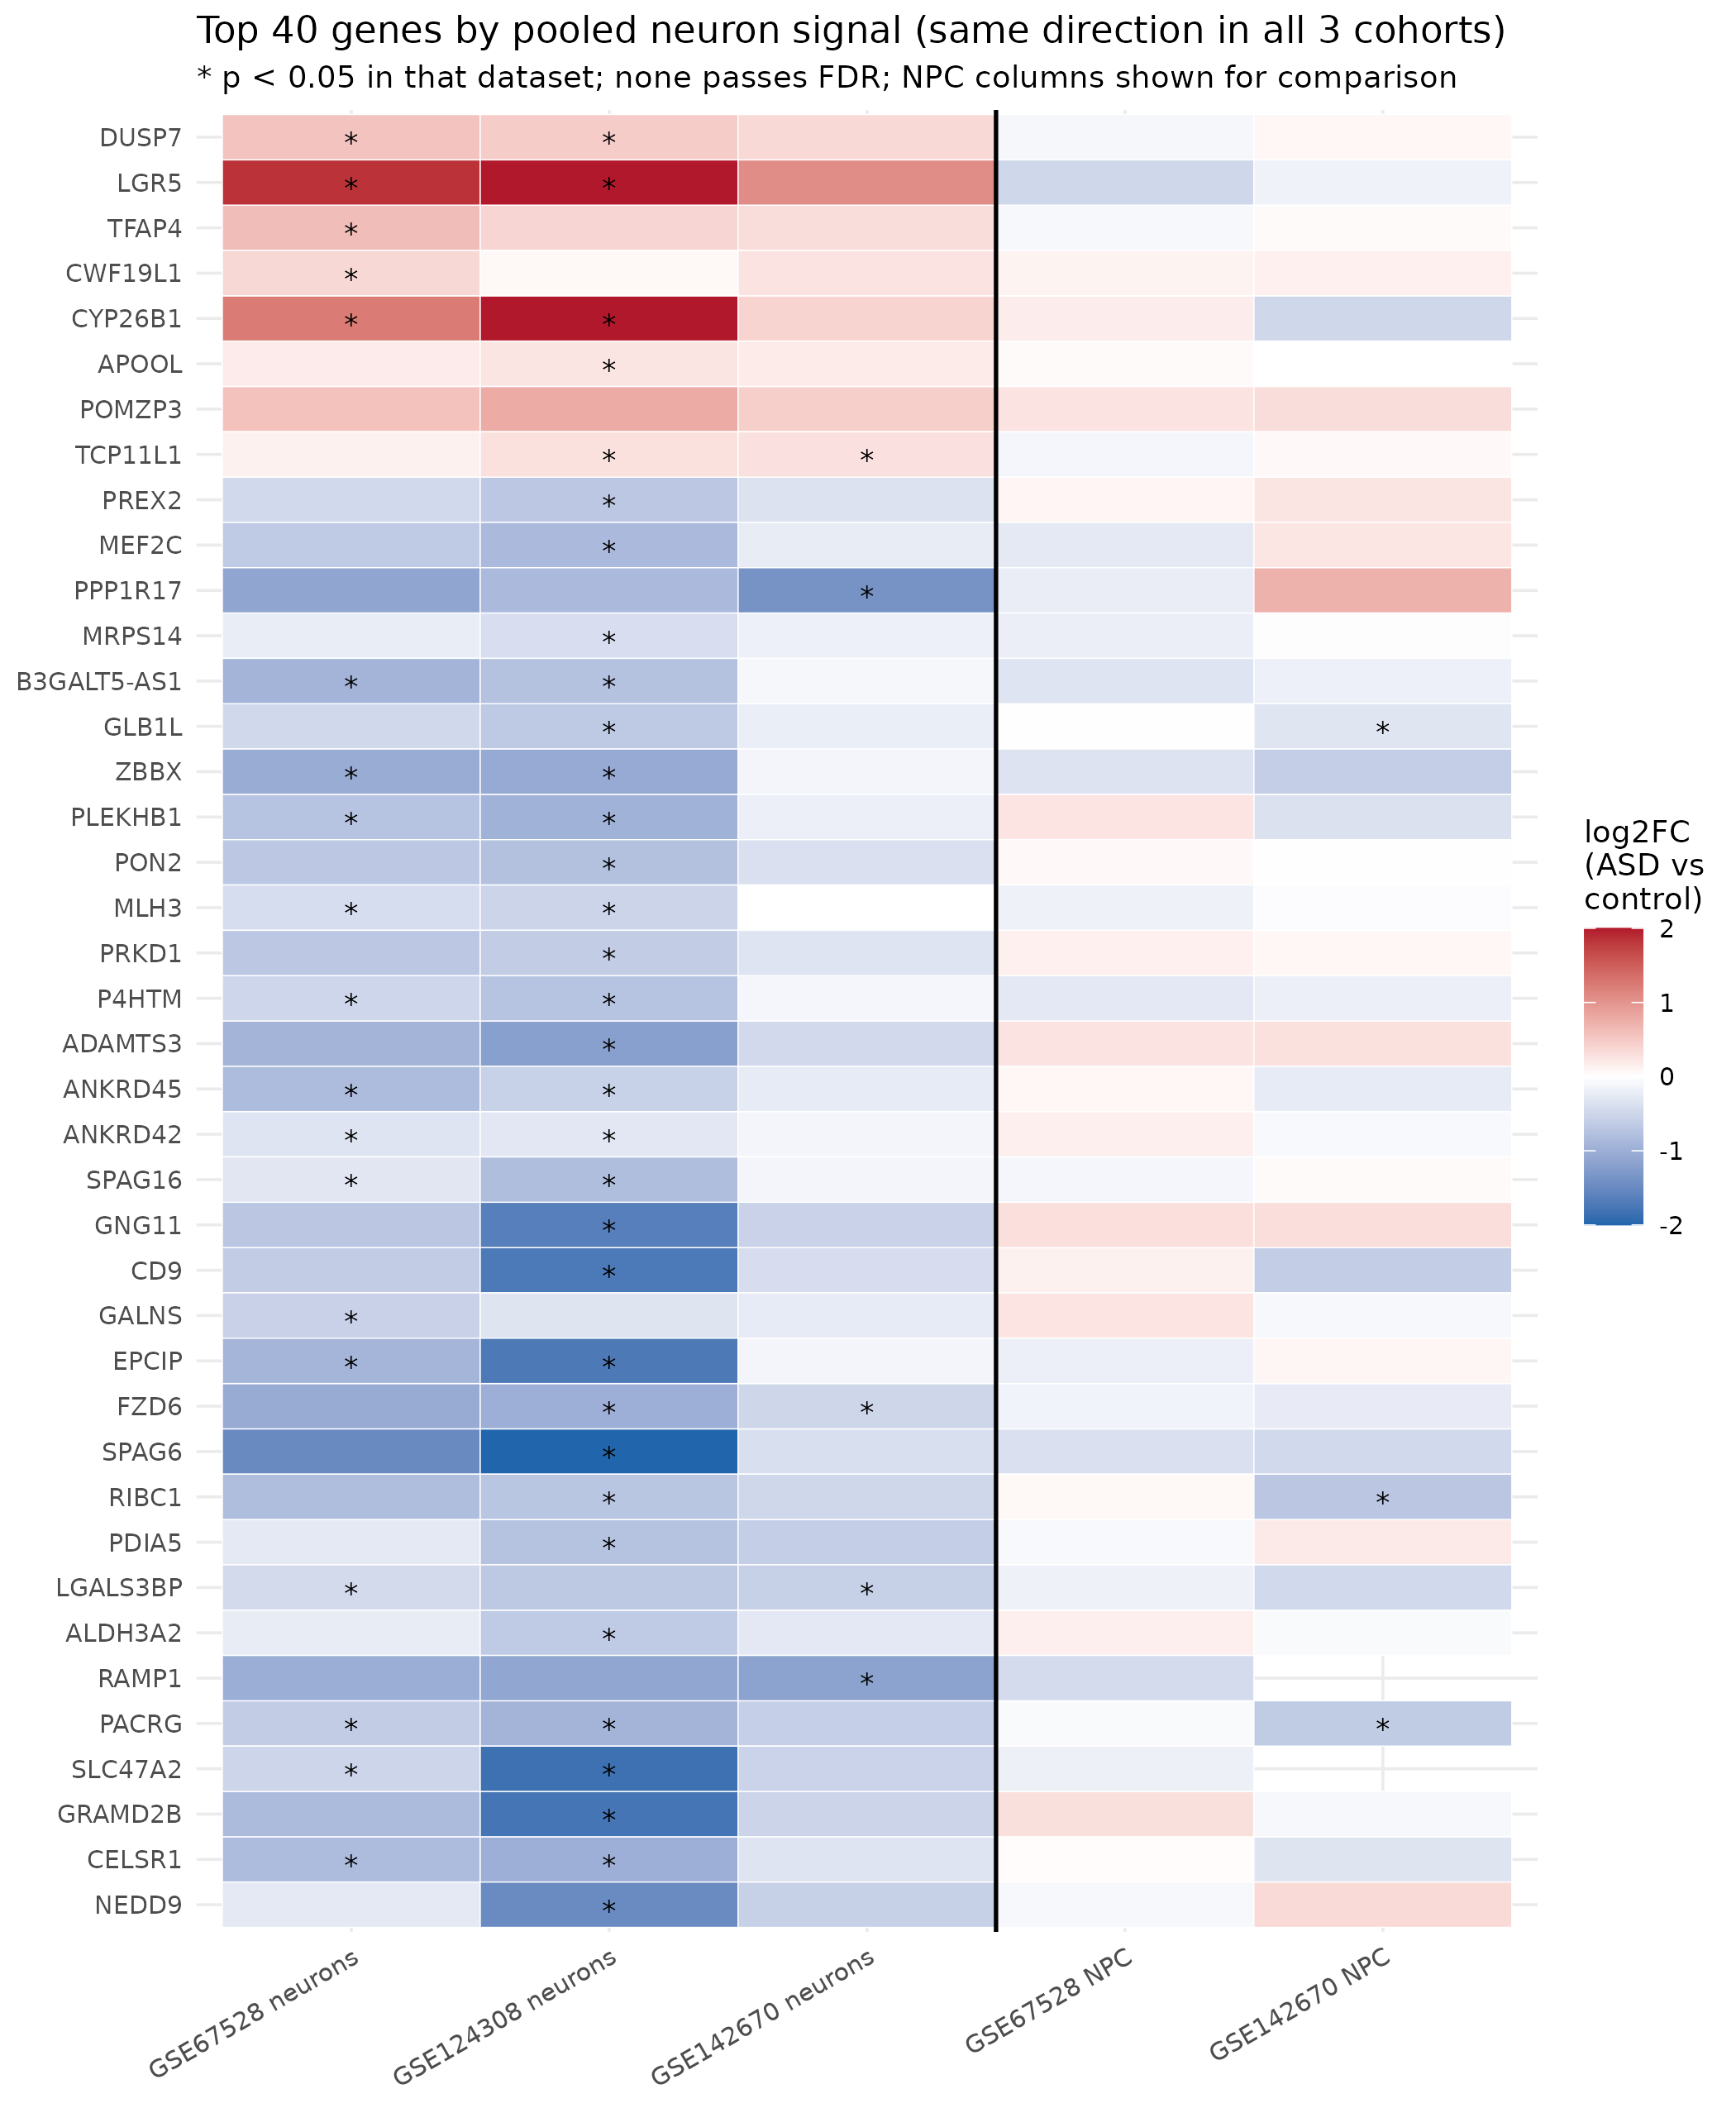 Top 40 genes by pooled neuron signal (same direction in all 3 cohorts)
* p < 0.05 in that dataset; none passes FDR; NPC columns shown for comparison
DUSP7 * *
LGR5 * *
TFAP4 *
CWF19L1 *
CYP26B1 * *
APOOL *
POMZP3
TCP11L1 * *
PREX2 *
MEF2C *
PPP1R17 *
MRPS14 *
B3GALT5-AS1 * *
GLB1L * *
ZBBX * *
PLEKHB1 * *
PON2 *
MLH3 * *
PRKD1 *
P4HTM * *
ADAMTS3 *
ANKRD45 * *
ANKRD42 * *
SPAG16 * *
GNG11 *
CD9 *
GALNS *
EPCIP * *
FZD6 * *
SPAG6 *
RIBC1 * *
PDIA5 *
LGALS3BP * *
ALDH3A2 *
RAMP1 *
PACRG * * *
SLC47A2 * *
GRAMD2B *
CELSR1 * *
NEDD9 *
GSE67528 neurons
GSE124308 neurons
GSE142670 neurons
GSE67528 NPC
GSE142670 NPC
log2FC
(ASD vs
control)
2
1
0
-1
-2